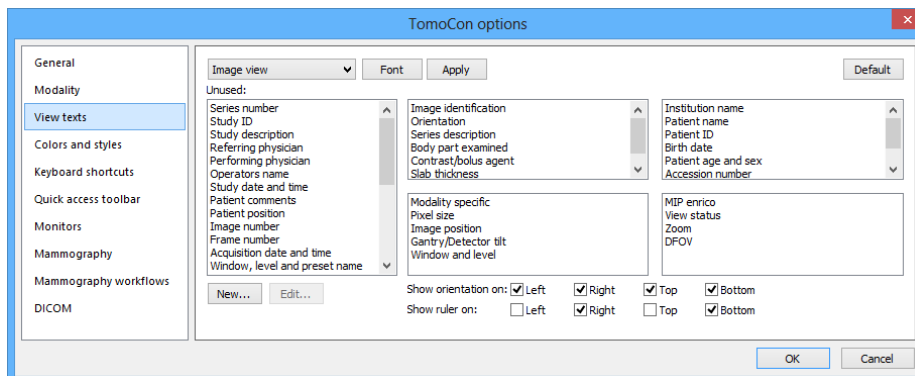 TomoCon options
General
Modality
View texts
Colors and styles
Keyboard shortcuts
Quick access toolbar
Monitors
Mammography
Mammography workflows
DICOM
Image view Font Apply Default
Unused:
Series number
Study ID
Study description
Referring physician
Performing physician
Operators name
Study date and time
Patient comments
Patient position
Image number
Frame number
Acquisition date and time
Window, level and preset name
Image identification
Orientation
Series description
Body part examined
Contrast/bolus agent
Slab thickness
Institution name
Patient name
Patient ID
Birth date
Patient age and sex
Accession number
Modality specific
Pixel size
Image position
Gantry/Detector tilt
Window and level
MIP enrico
View status
Zoom
DFOV
New... Edit...
Show orientation on: Left Right Top Bottom
Show ruler on: Left Right Top Bottom
OK Cancel